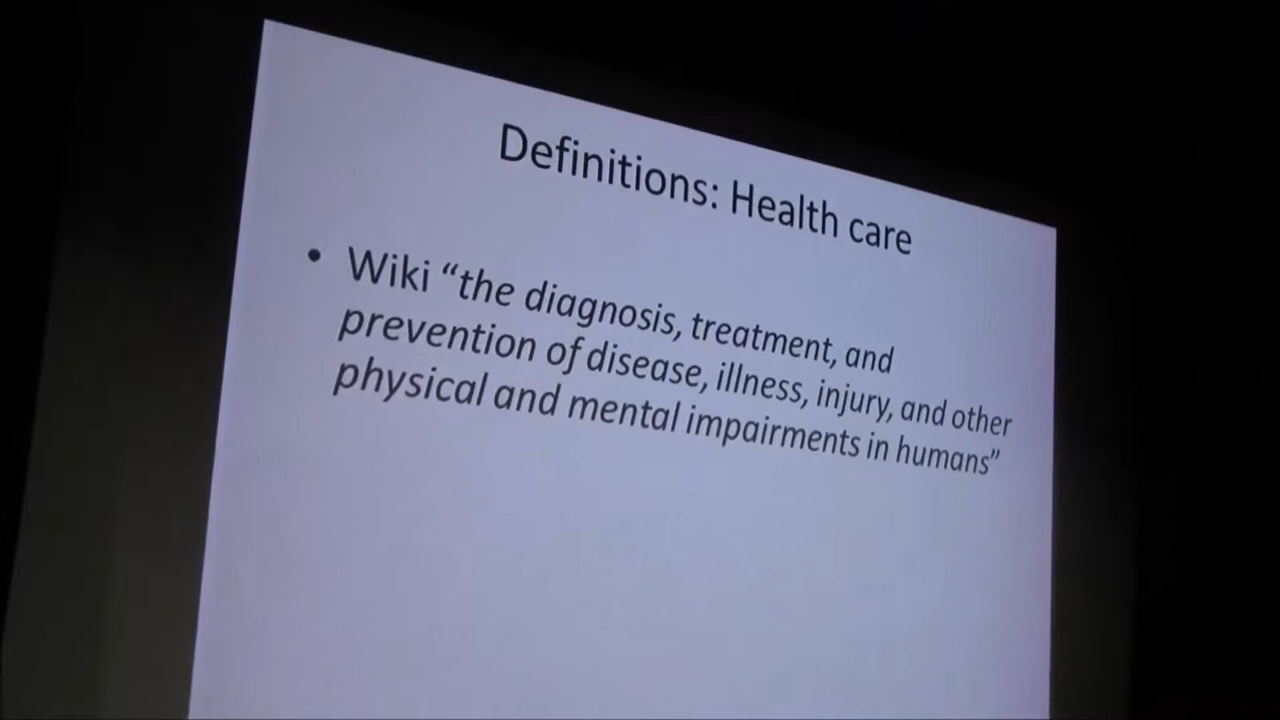 Definitions: Health care
• Wiki “the diagnosis, treatment, and
prevention of disease, illness, injury, and other
physical and mental impairments in humans”